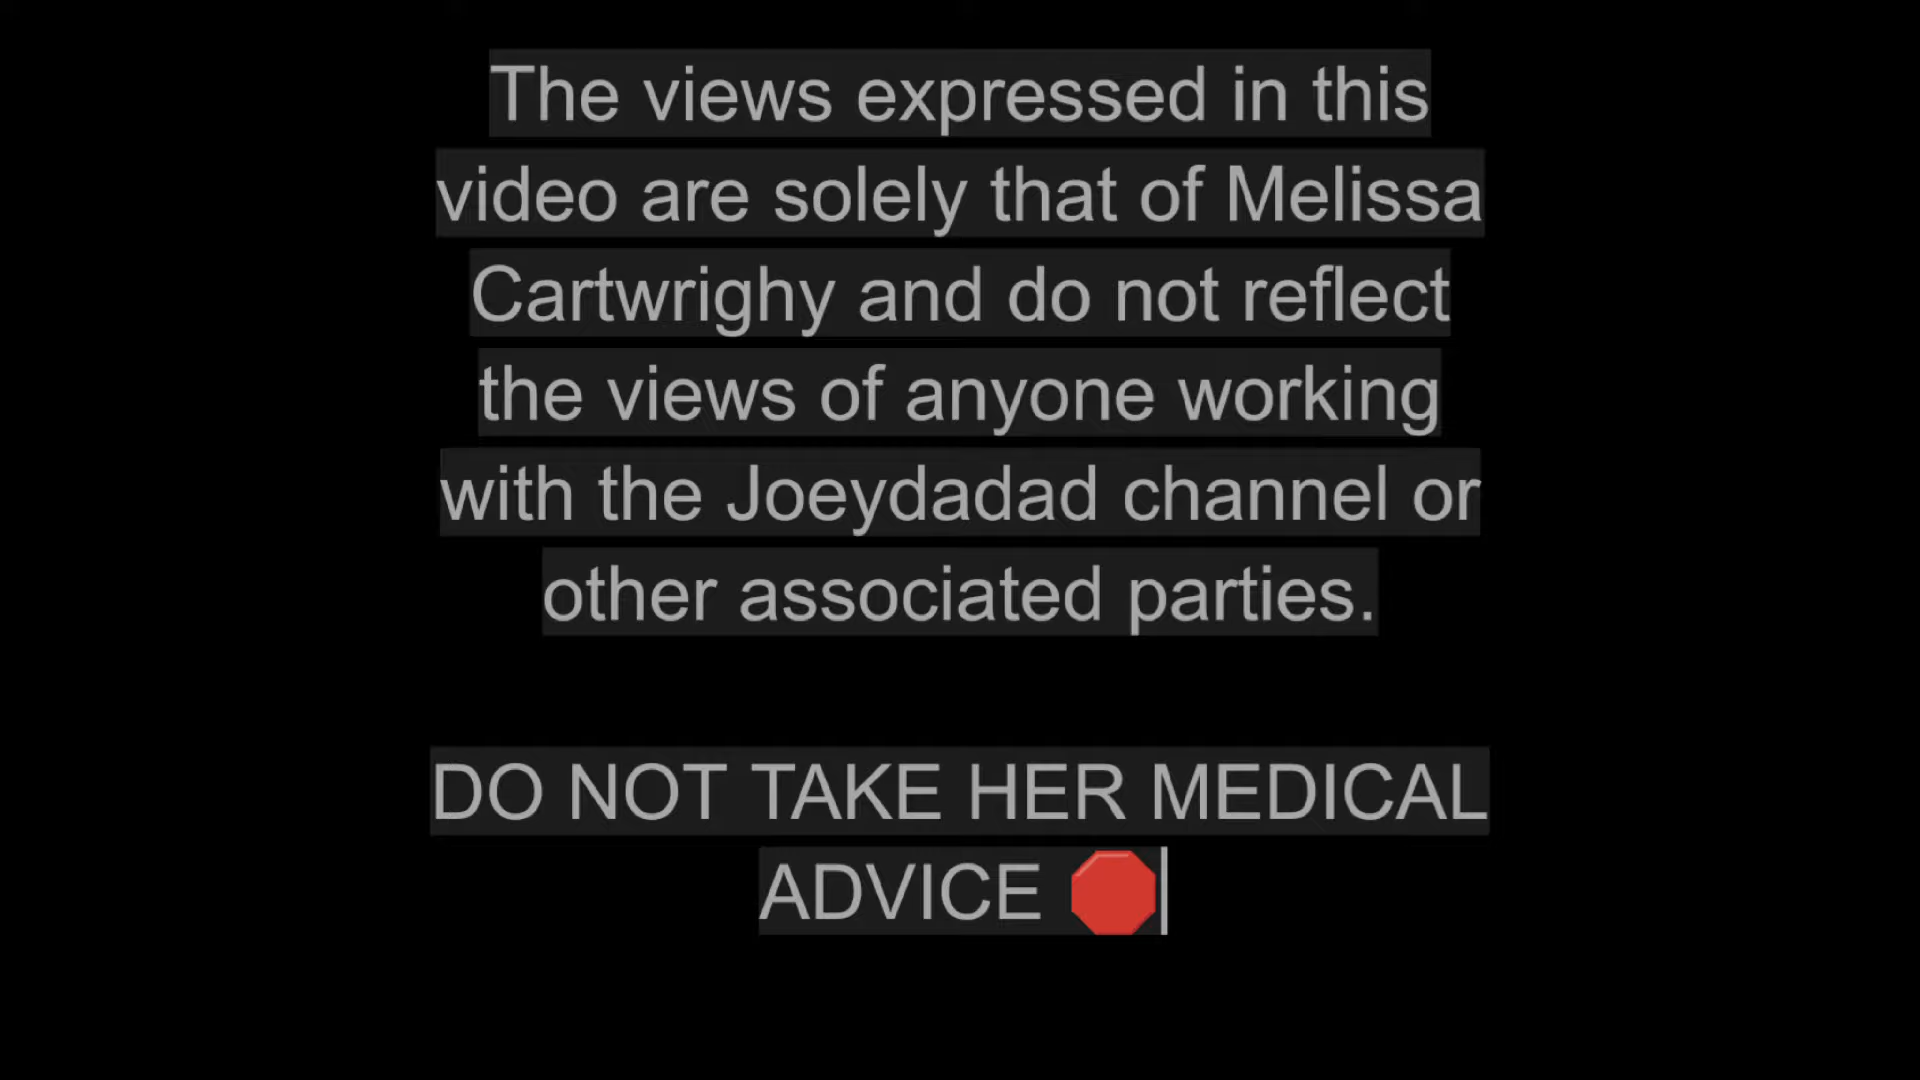 The views expressed in this
video are solely that of Melissa
Cartwrighy and do not reflect
the views of anyone working
with the Joeydadad channel or
other associated parties.
DO NOT TAKE HER MEDICAL
ADVICE 🛑